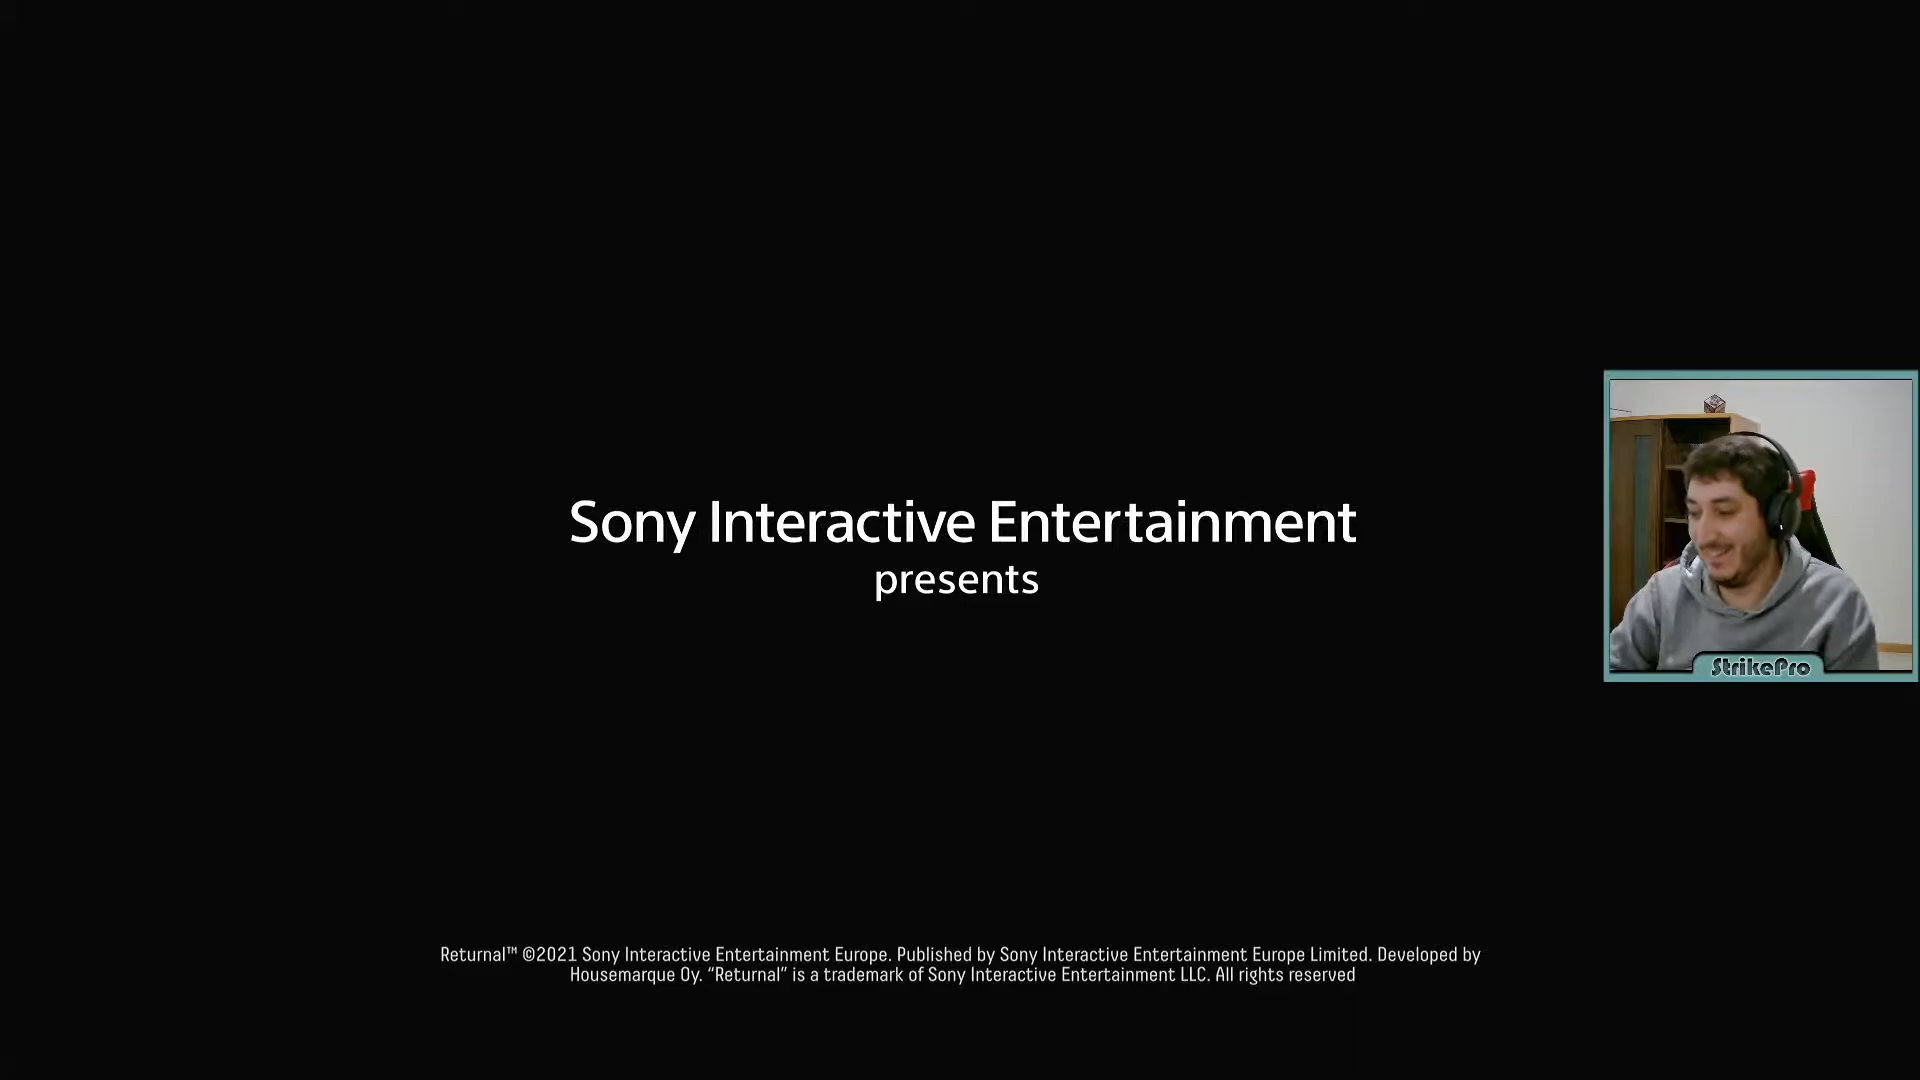 Sony Interactive Entertainment
presents
StrikePro
Returnal™ ©2021 Sony Interactive Entertainment Europe. Published by Sony Interactive Entertainment Europe Limited. Developed by
Housemarque Oy. “Returnal” is a trademark of Sony Interactive Entertainment LLC. All rights reserved